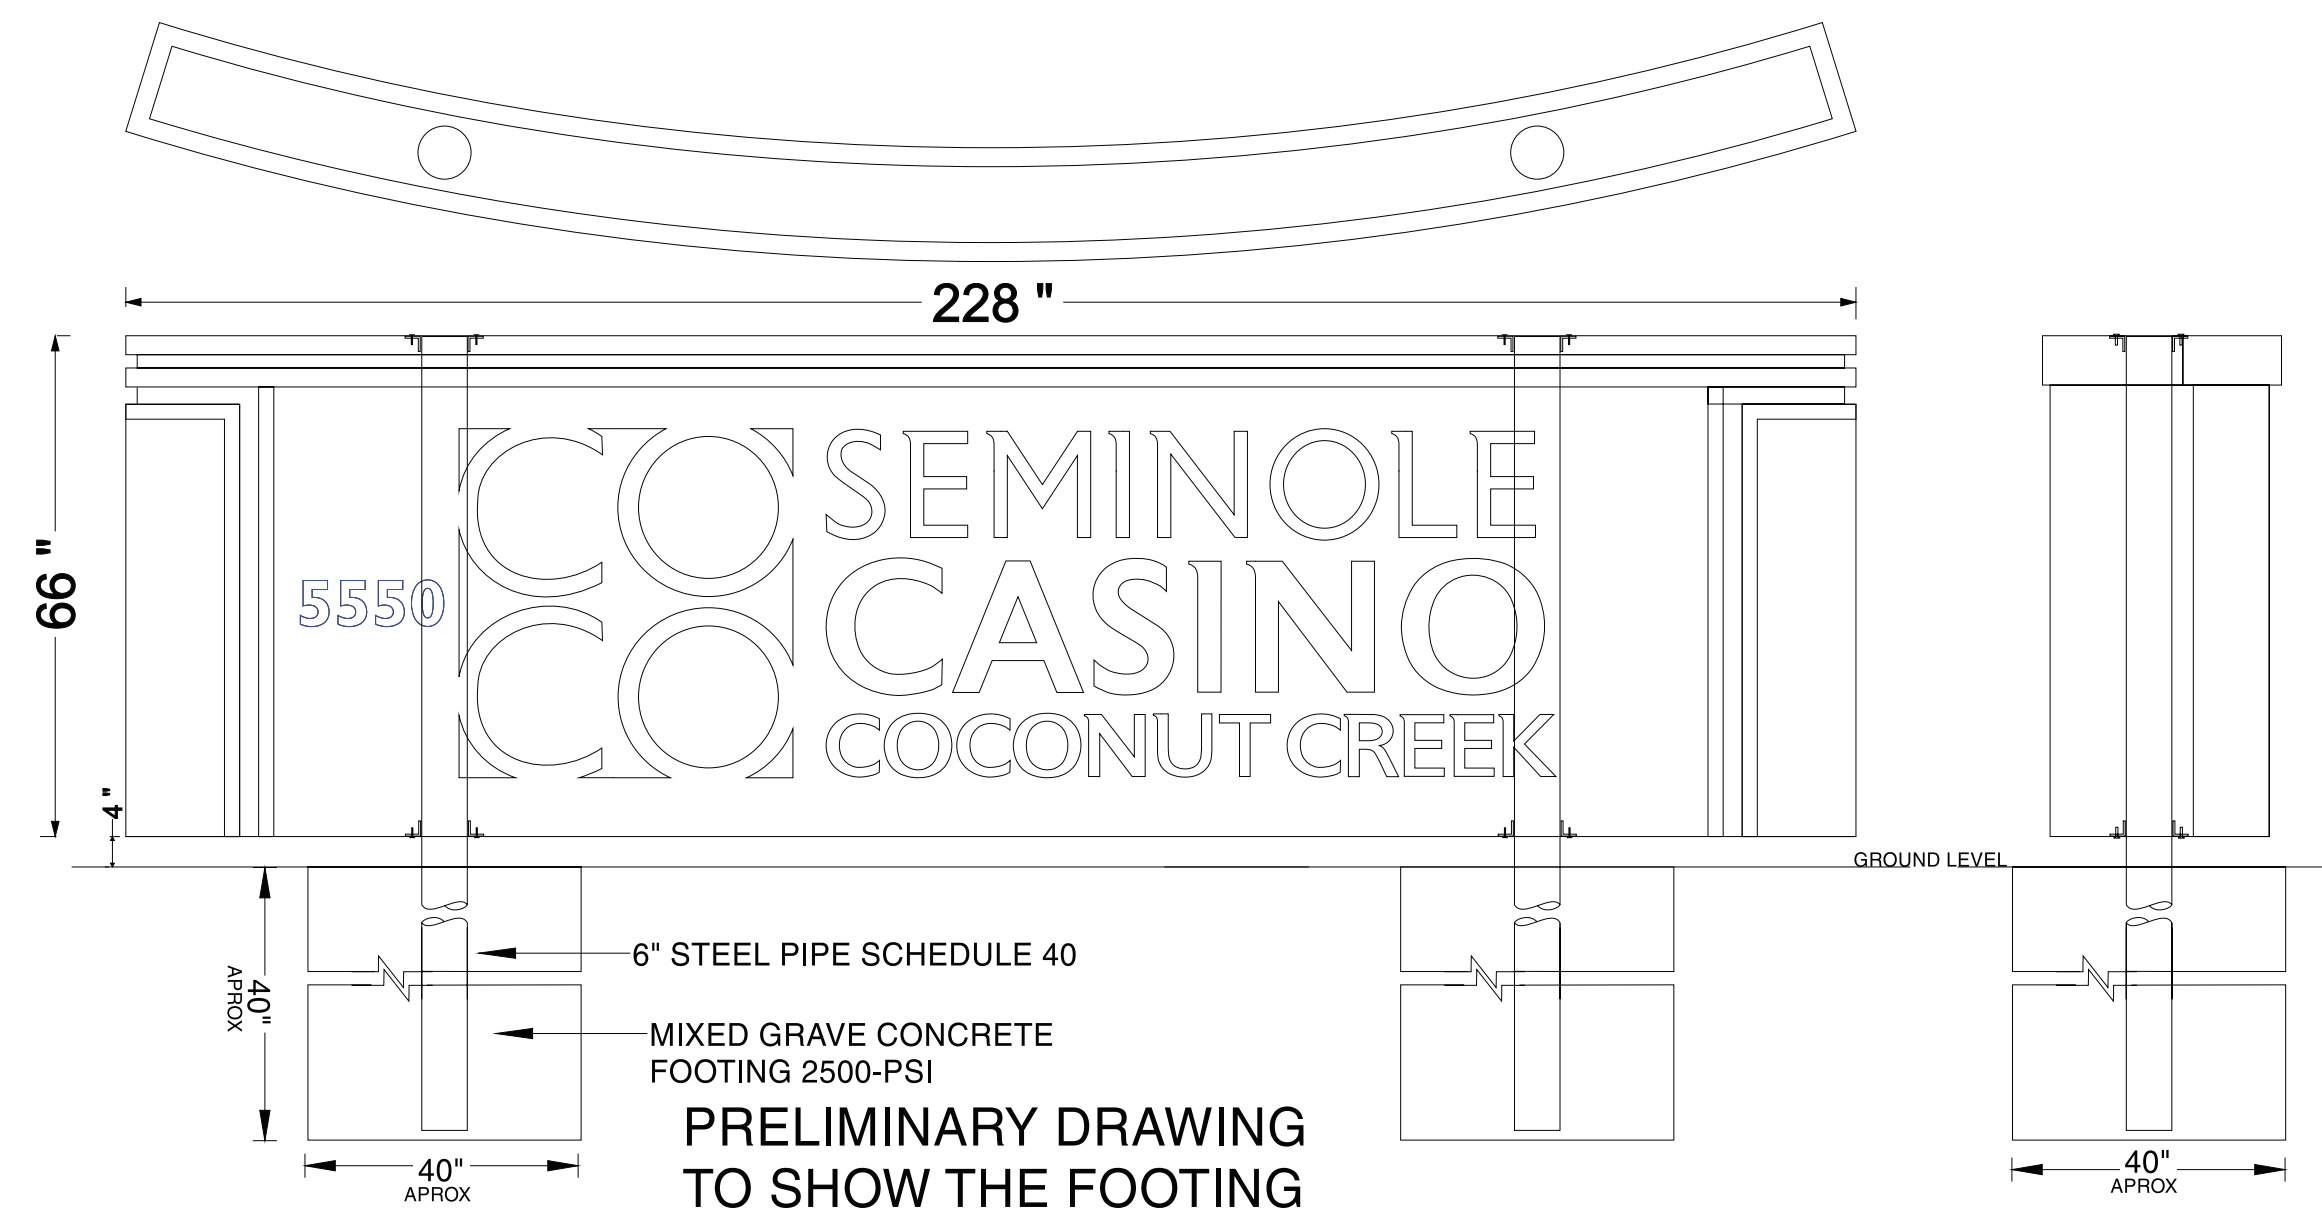 228 "
66 "
4 "
5550
CO
CO
SEMINOLE
CASINO
COCONUT CREEK
GROUND LEVEL
40"
APROX
6" STEEL PIPE SCHEDULE 40
MIXED GRAVE CONCRETE
FOOTING 2500-PSI
PRELIMINARY DRAWING
TO SHOW THE FOOTING
40"
APROX
40"
APROX